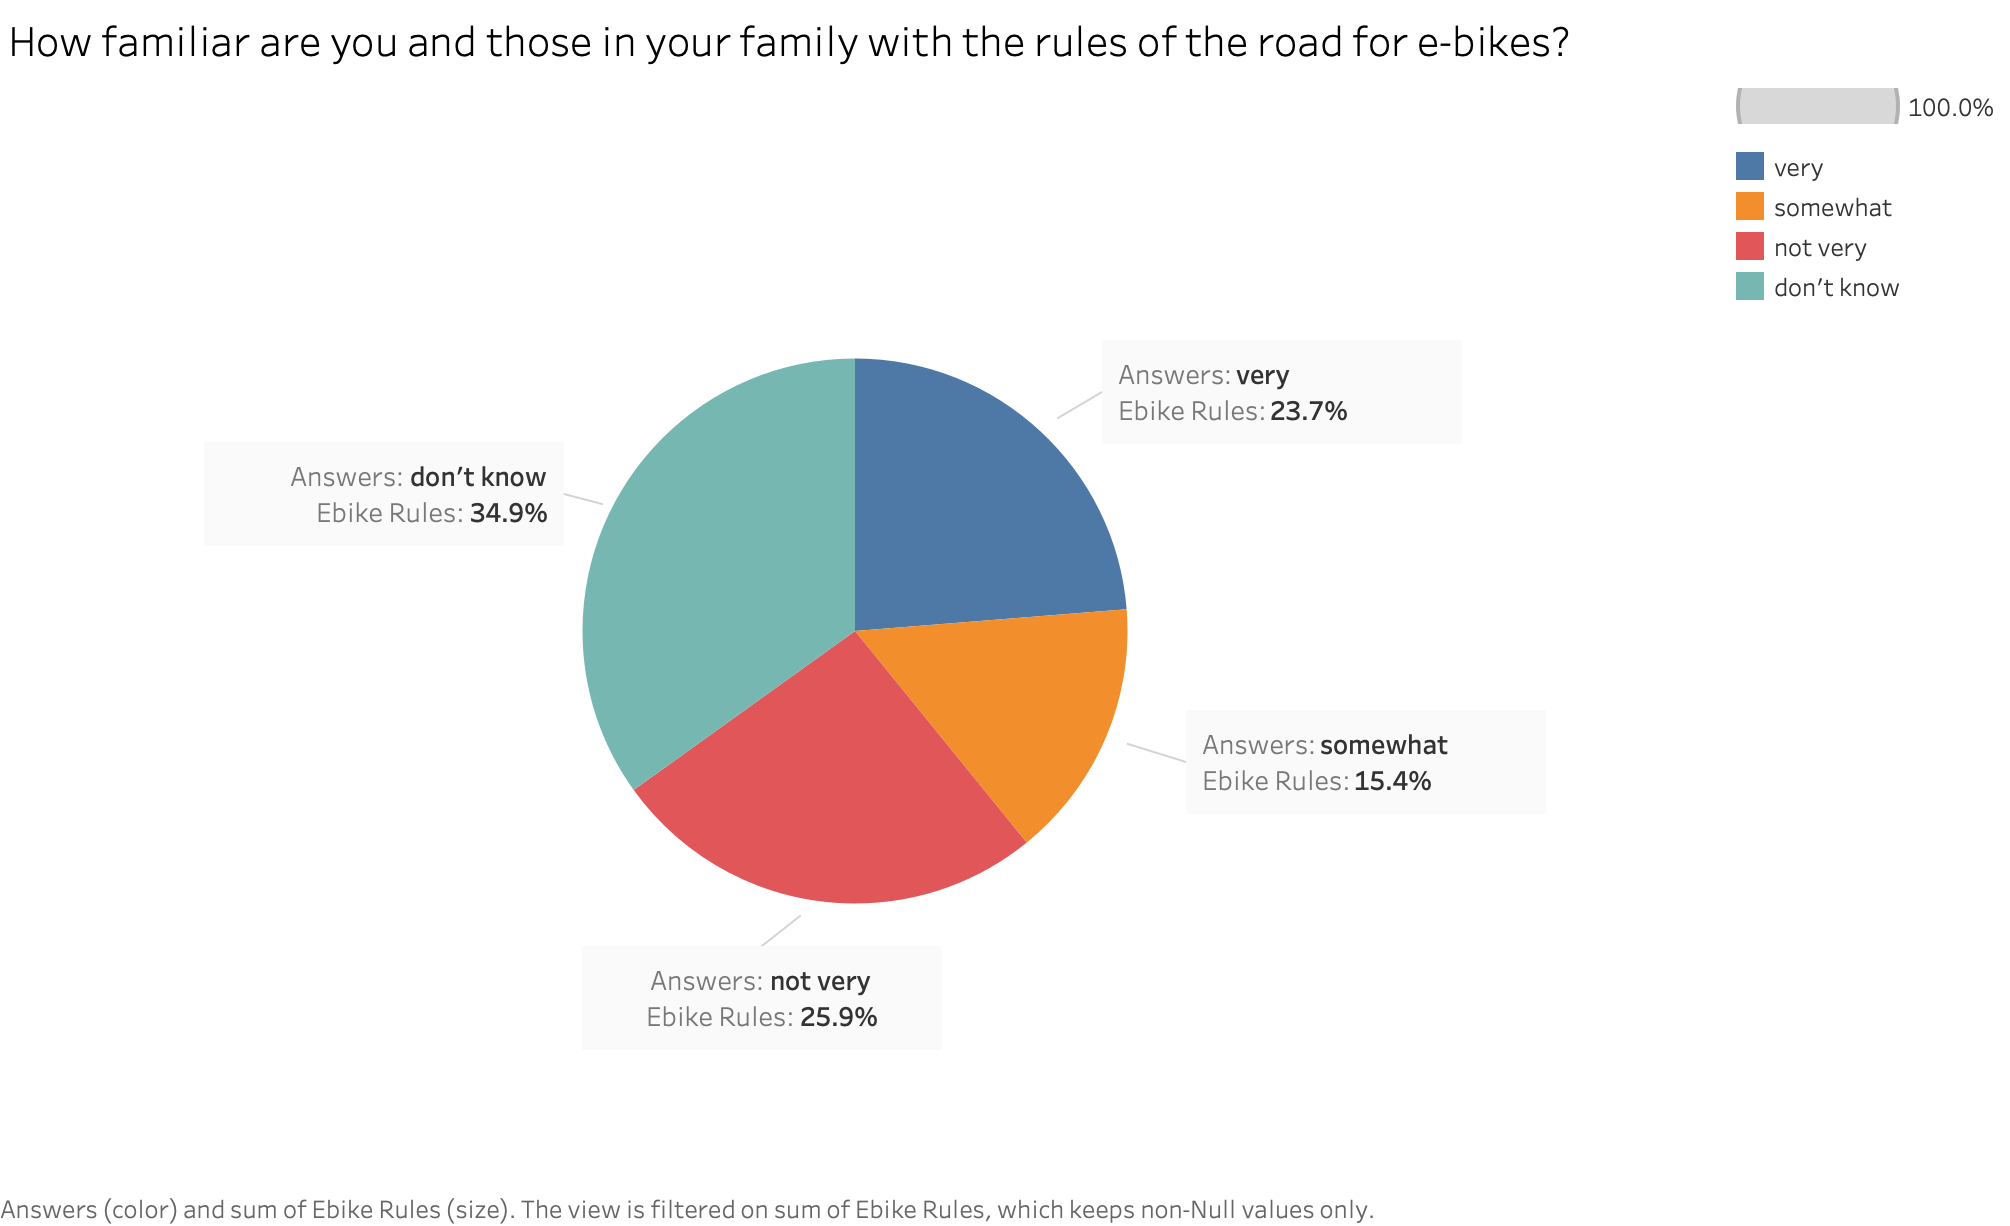 How familiar are you and those in your family with the rules of the road for e-bikes?
100.0%
very
somewhat
not very
don’t know
Answers: very
Ebike Rules: 23.7%
Answers: don’t know
Ebike Rules: 34.9%
Answers: somewhat
Ebike Rules: 15.4%
Answers: not very
Ebike Rules: 25.9%
Answers (color) and sum of Ebike Rules (size). The view is filtered on sum of Ebike Rules, which keeps non-Null values only.